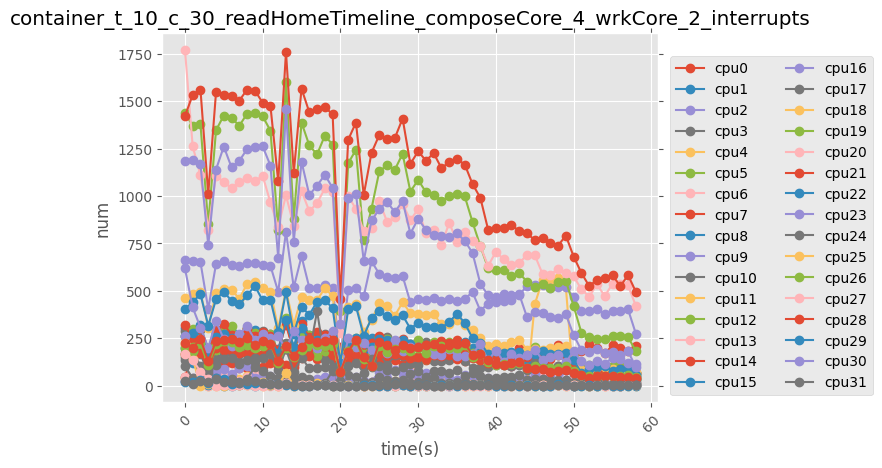 container_t_10_c_30_readHomeTimeline_composeCore_4_wrkCore_2_interrupts
1750
1500
1250
1000
750
500
250
0
num
0
10
20
30
40
50
60
time(s)
cpu0
cpu1
cpu2
cpu3
cpu4
cpu5
cpu6
cpu7
cpu8
cpu9
cpu10
cpu11
cpu12
cpu13
cpu14
cpu15
cpu16
cpu17
cpu18
cpu19
cpu20
cpu21
cpu22
cpu23
cpu24
cpu25
cpu26
cpu27
cpu28
cpu29
cpu30
cpu31